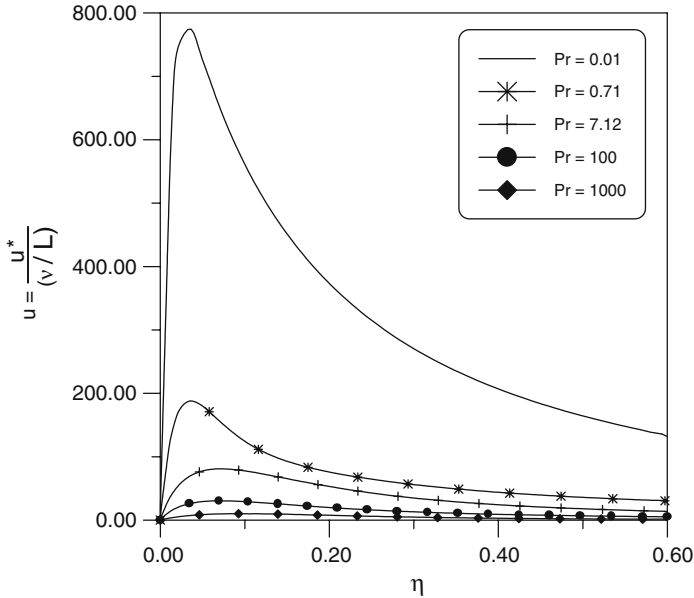 800.00
600.00
400.00
200.00
0.00
u = u* / (ν / L)
Pr = 0.01
Pr = 0.71
Pr = 7.12
Pr = 100
Pr = 1000
0.00 0.20 0.40 0.60
η